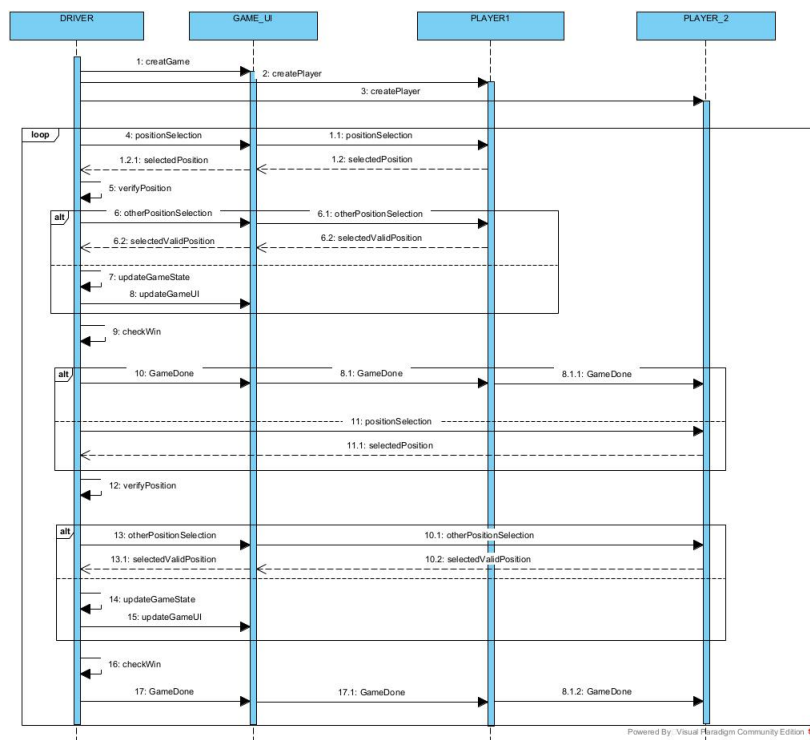 DRIVER
GAME_UI
PLAYER1
PLAYER_2
1: creatGame
2: createPlayer
3: createPlayer
loop
4: positionSelection
1.1: positionSelection
1.2.1: selectedPosition
1.2: selectedPosition
5: verifyPosition
alt
6: otherPositionSelection
6.1: otherPositionSelection
6.2: selectedValidPosition
6.2: selectedValidPosition
7: updateGameState
8: updateGameUI
9: checkWin
alt
10: GameDone
8.1: GameDone
8.1.1: GameDone
11: positionSelection
11.1: selectedPosition
12: verifyPosition
alt
13: otherPositionSelection
10.1: otherPositionSelection
13.1: selectedValidPosition
10.2: selectedValidPosition
14: updateGameState
15: updateGameUI
16: checkWin
17: GameDone
17.1: GameDone
8.1.2: GameDone
Powered By: Visual Paradigm Community Edition